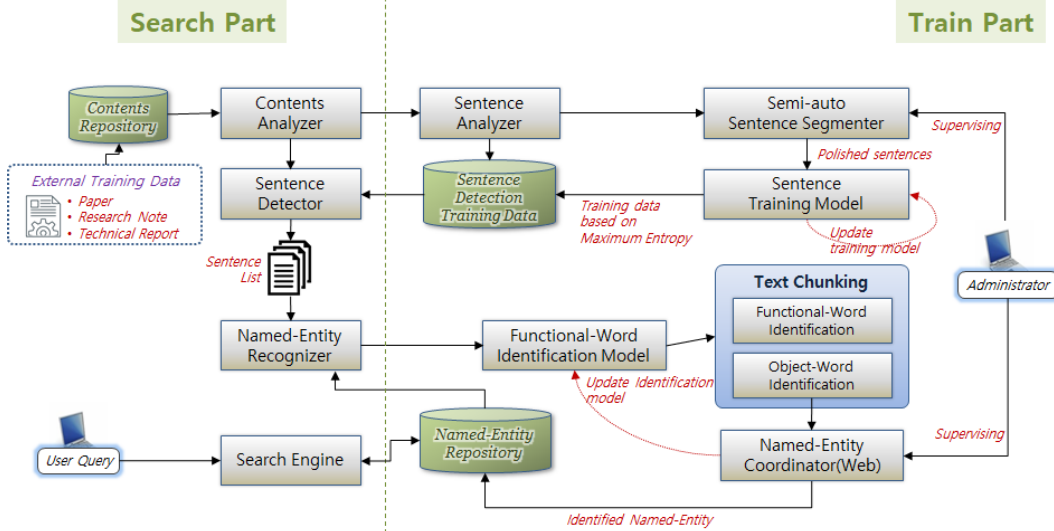 Search Part
Train Part
Contents
Repository
Contents
Analyzer
Sentence
Analyzer
Semi-auto
Sentence Segmenter
Supervising
External Training Data
• Paper
• Research Note
• Technical Report
Sentence
Detector
Sentence
Detection
Training Data
Training data
based on
Maximum Entropy
Polished sentences
Sentence
Training Model
Update
training model
Sentence
List
Administrator
Text Chunking
Functional-Word
Identification
Object-Word
Identification
Named-Entity
Recognizer
Functional-Word
Identification Model
Update Identification
model
User Query
Search Engine
Named-Entity
Repository
Named-Entity
Coordinator(Web)
Supervising
Identified Named-Entity